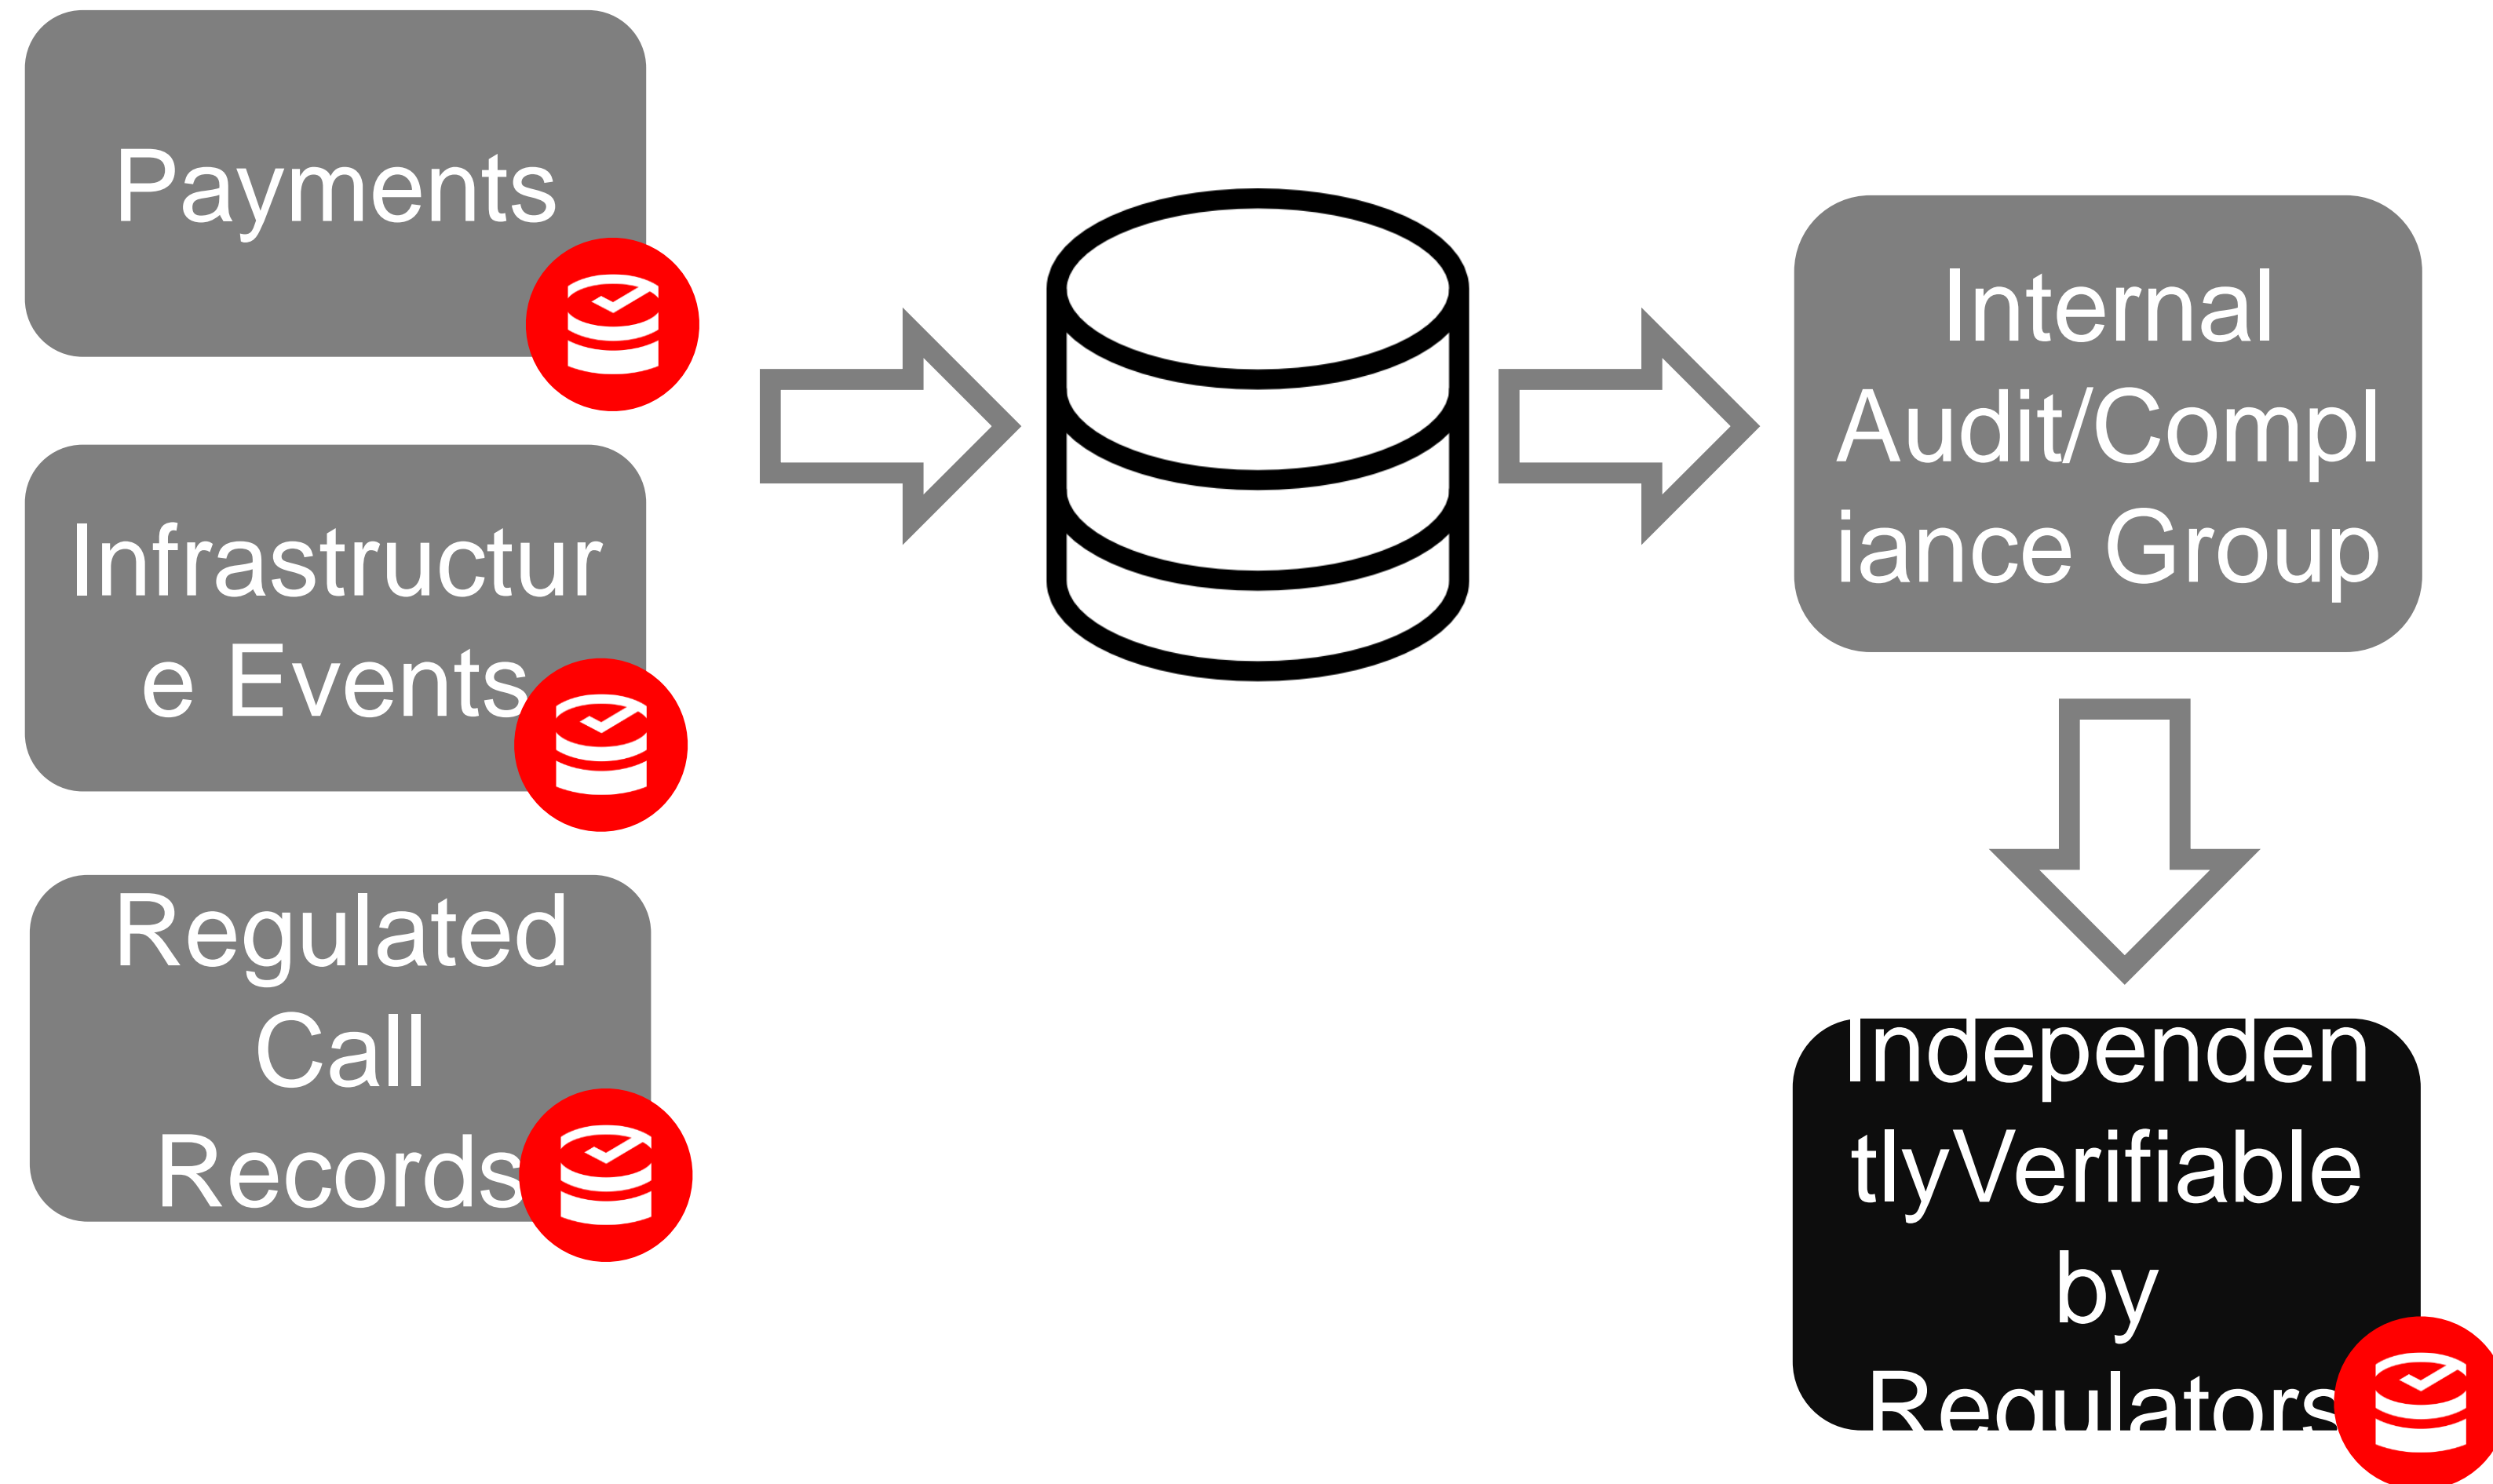 Payments
Infrastructur
e Events
Regulated
Call
Records
Internal
Audit/Compl
iance Group
Independen
tlyVerifiable
by
Regulators